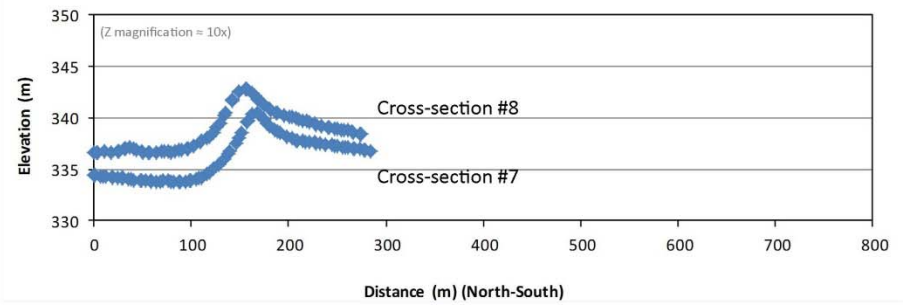 350
(Z magnification ≈ 10x)
345
Cross-section #8
340
Elevation (m)
335
Cross-section #7
330
0 100 200 300 400 500 600 700 800
Distance (m) (North-South)